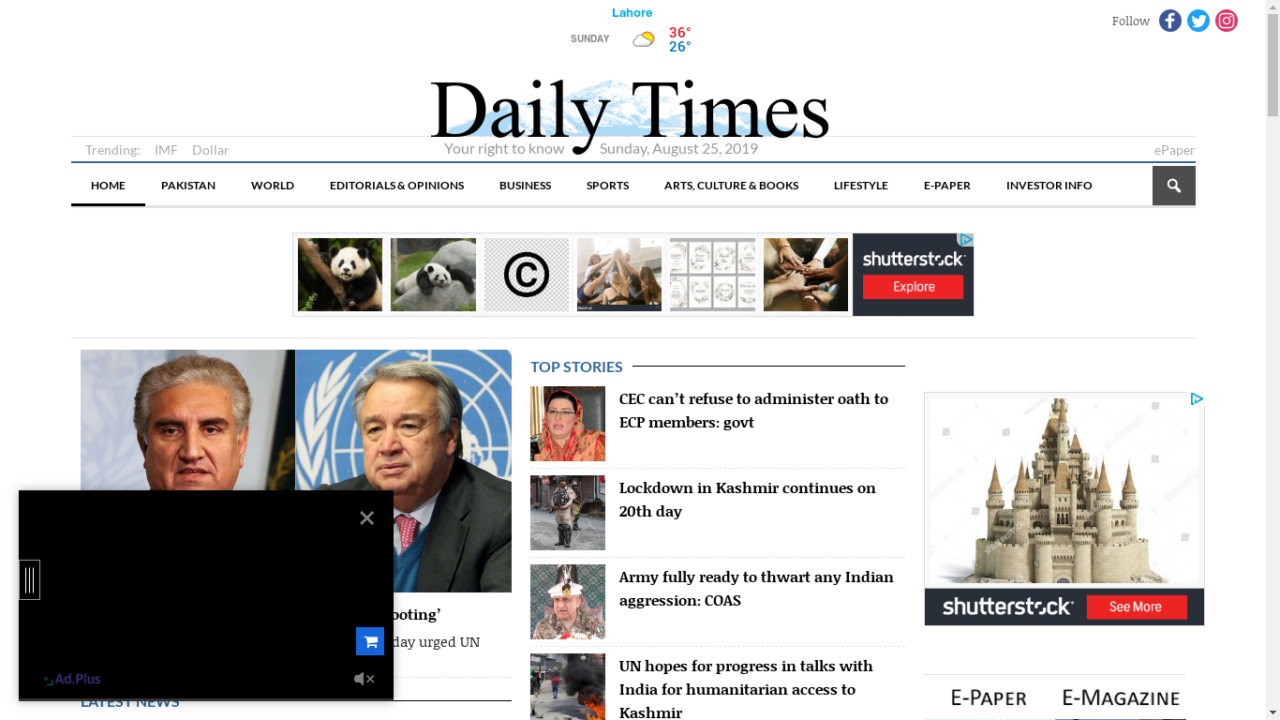 Lahore
SUNDAY
36°
26°
Follow
Daily Times
Trending: IMF Dollar
Your right to know
Sunday, August 25, 2019
ePaper
HOME PAKISTAN WORLD EDITORIALS & OPINIONS BUSINESS SPORTS ARTS, CULTURE & BOOKS LIFESTYLE E-PAPER INVESTOR INFO
©
shutterstock
Explore
TOP STORIES
CEC can’t refuse to administer oath to
ECP members: govt
Lockdown in Kashmir continues on
20th day
Army fully ready to thwart any Indian
aggression: COAS
UN hopes for progress in talks with
India for humanitarian access to
Kashmir
ooting’
day urged UN
Ad.Plus
LATEST NEWS
shutterstock
See More
E-PAPER
E-MAGAZINE